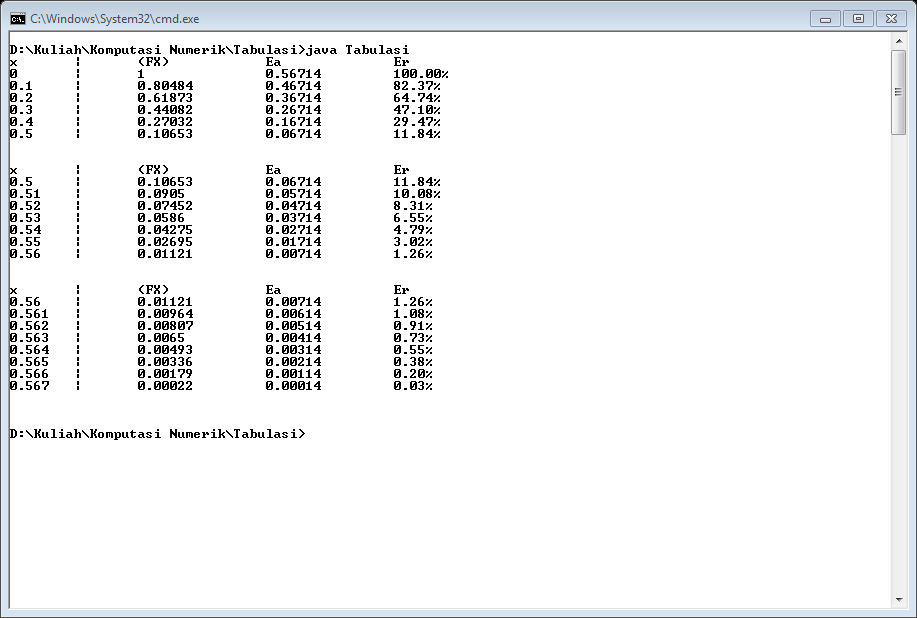 C:\Windows\System32\cmd.exe
D:\Kuliah\Komputasi Numerik\Tabulasi>java Tabulasi
x ¦ (FX) Ea Er
0 ¦ 1 0.56714 100.00%
0.1 ¦ 0.80484 0.46714 82.37%
0.2 ¦ 0.61873 0.36714 64.74%
0.3 ¦ 0.44082 0.26714 47.10%
0.4 ¦ 0.27032 0.16714 29.47%
0.5 ¦ 0.10653 0.06714 11.84%
x ¦ (FX) Ea Er
0.5 ¦ 0.10653 0.06714 11.84%
0.51 ¦ 0.0905 0.05714 10.08%
0.52 ¦ 0.07452 0.04714 8.31%
0.53 ¦ 0.0586 0.03714 6.55%
0.54 ¦ 0.04275 0.02714 4.79%
0.55 ¦ 0.02695 0.01714 3.02%
0.56 ¦ 0.01121 0.00714 1.26%
x ¦ (FX) Ea Er
0.56 ¦ 0.01121 0.00714 1.26%
0.561 ¦ 0.00964 0.00614 1.08%
0.562 ¦ 0.00807 0.00514 0.91%
0.563 ¦ 0.0065 0.00414 0.73%
0.564 ¦ 0.00493 0.00314 0.55%
0.565 ¦ 0.00336 0.00214 0.38%
0.566 ¦ 0.00179 0.00114 0.20%
0.567 ¦ 0.00022 0.00014 0.03%
D:\Kuliah\Komputasi Numerik\Tabulasi>